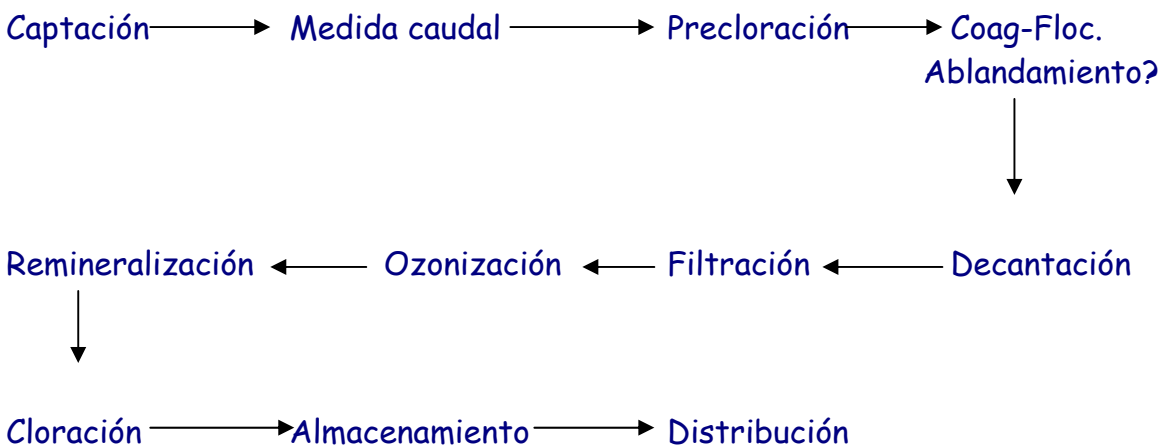 Captación Medida caudal Precloración Coag-Floc.
Ablandamiento?
Remineralización Ozonización Filtración Decantación
Cloración Almacenamiento Distribución